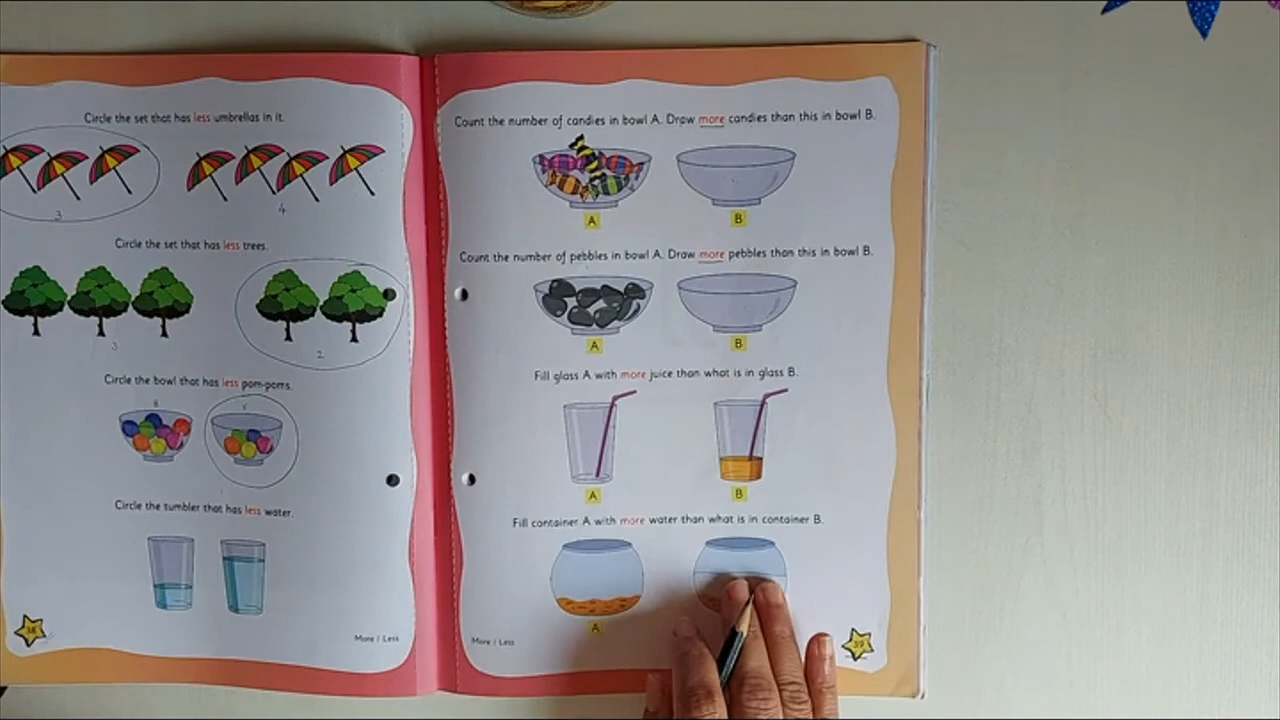 Circle the set that has less umbrellas in it.
3
4
Circle the set that has less trees.
3
2
Circle the bowl that has less pom-poms.
8
5
Circle the tumbler that has less water.
38
More / Less
Count the number of candies in bowl A. Draw more candies than this in bowl B.
A
B
Count the number of pebbles in bowl A. Draw more pebbles than this in bowl B.
A
B
Fill glass A with more juice than what is in glass B.
A
B
Fill container A with more water than what is in container B.
A
More / Less
39